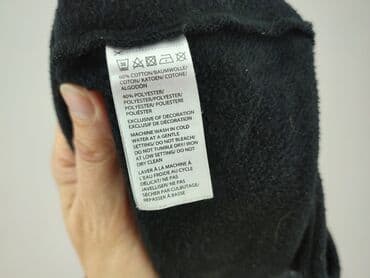 60% COTTON/BAUMWOLLE/
COTON/KATOEN/COTONE/
ALGODÓN
40% POLYESTER/
POLYESTER/POLYESTER/
POLYESTER/POLIESTERE
POLIÉSTER
EXCLUSIVE OF DECORATION
EXCLUSIF DE DÉCORATION
MACHINE WASH IN COLD
WATER AT A GENTLE
SETTING/ DO NOT BLEACH/
DO NOT TUMBLE DRY/ IRON
AT LOW SETTING/ DO NOT
DRY CLEAN
LAVER À LA MACHINE À
L'EAU FROIDE AU CYCLE
DÉLICAT/ NE PAS
JAVELLISER/ NE PAS
SÉCHER PAR CULBUTAGE/
REPASSER À BASSE